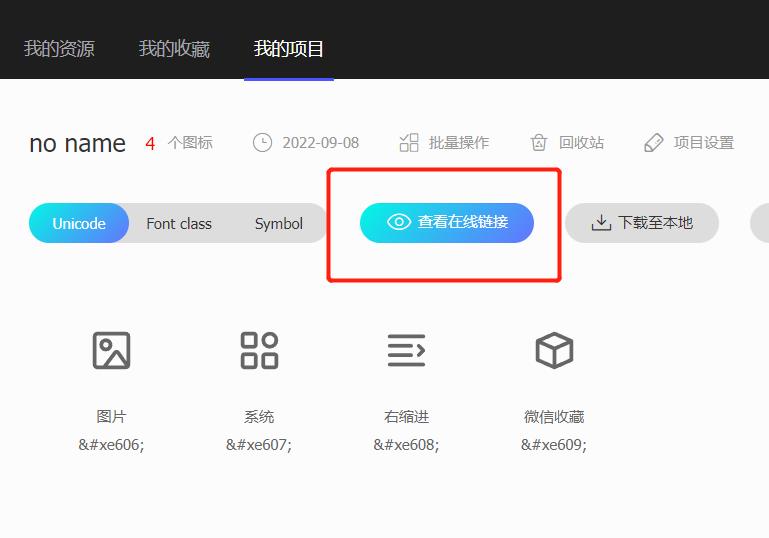 我的资源 我的收藏 我的项目
no name 4 个图标 2022-09-08 批量操作 回收站 项目设置
Unicode Font class Symbol 查看在线链接 下载至本地
图片 系统 右缩进 微信收藏
&#xe606; &#xe607; &#xe608; &#xe609;